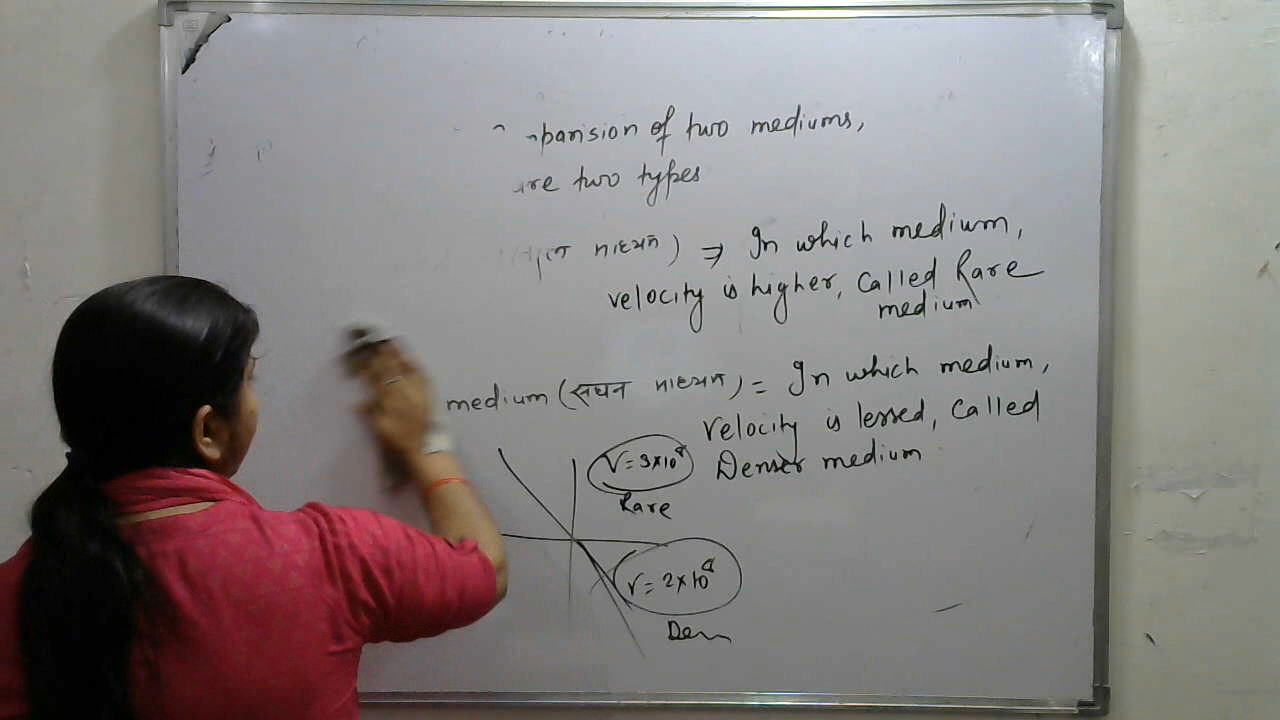 parision of two mediums,
are two types
माध्यम) ⇒ In which medium,
velocity is higher, called Rare
medium
medium (सघन माध्यम) = In which medium,
velocity is lessed, called
Denser medium
V=3×10⁸
Rare
V=2×10⁸
Den